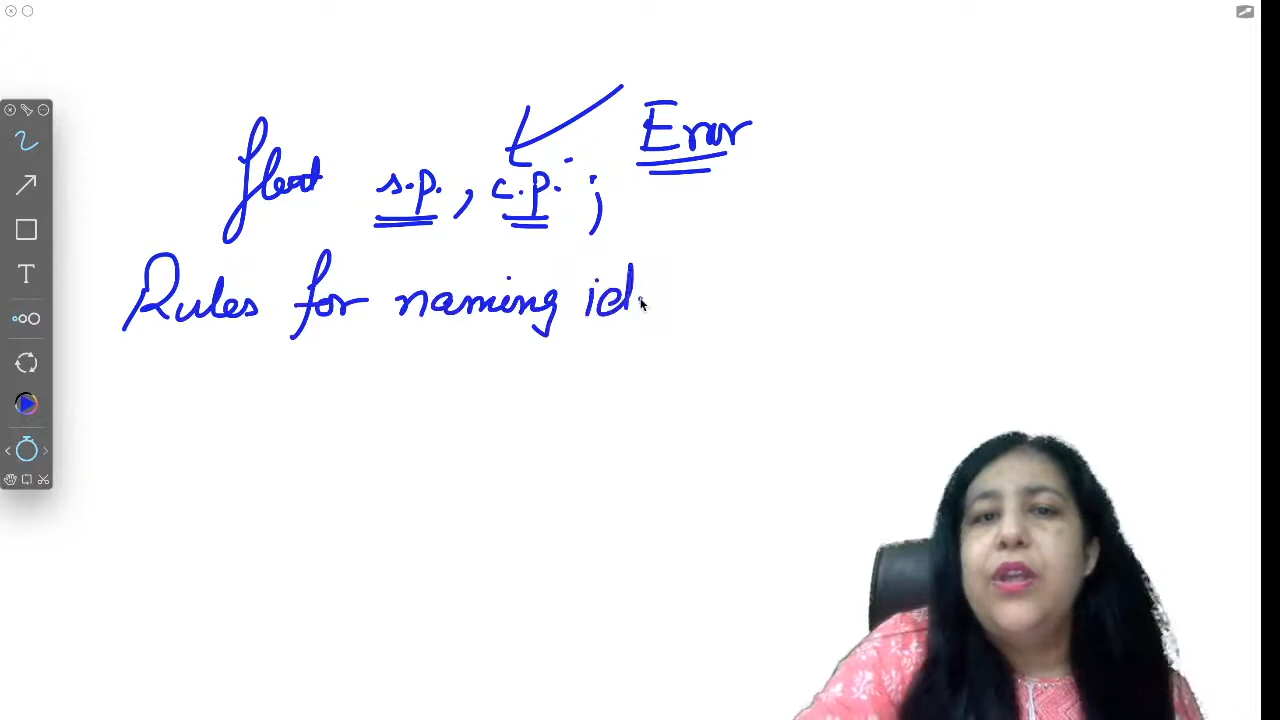 float s.p., c.p. ; Error
Rules for naming id
T